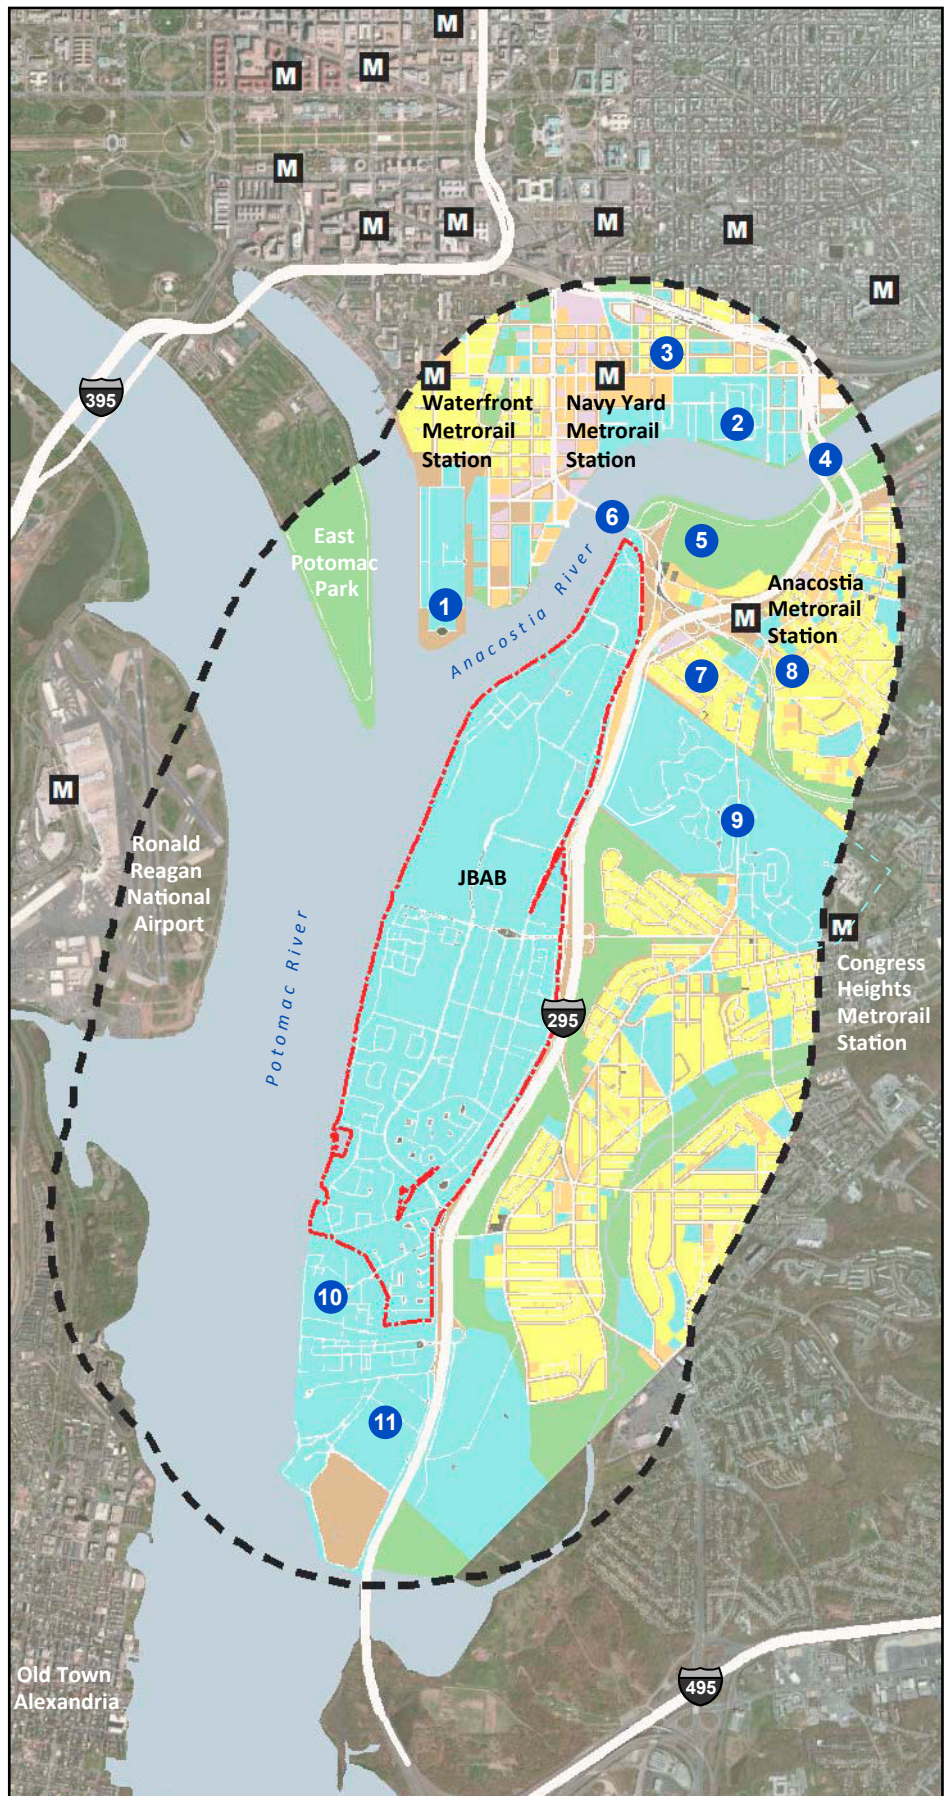 M
M
M
M
M
M
M
M
M
395
3
M
M
Waterfront
Metrorail
Station
Navy Yard
Metrorail
Station
2
4
6
5
East
Potomac
Park
Anacostia River
Anacostia
Metrorail
Station
1
M
7
8
M
9
Ronald
Reagan
National
Airport
JBAB
M
Potomac River
Congress
Heights
Metrorail
Station
295
10
11
Old Town
Alexandria
495